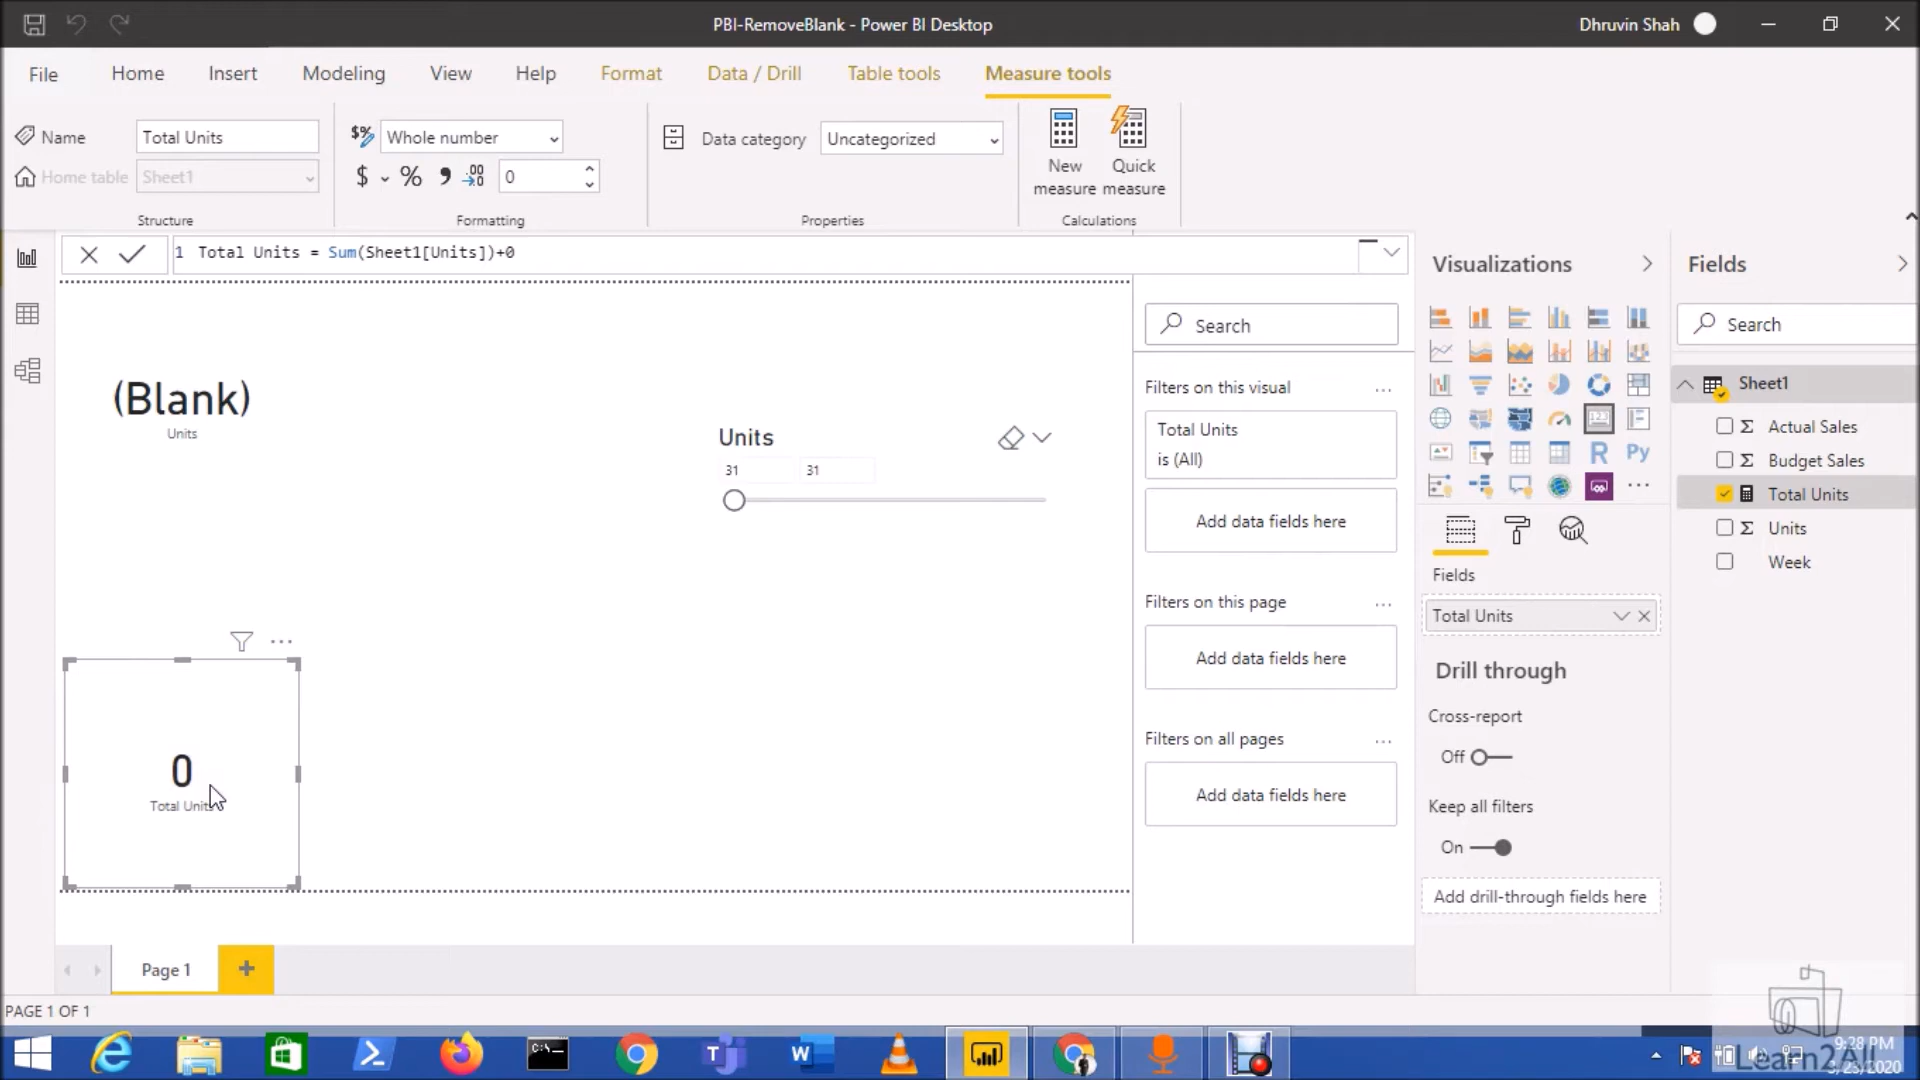 PBI-RemoveBlank - Power BI Desktop
Dhruvin Shah
File Home Insert Modeling View Help Format Data / Drill Table tools Measure tools
Name Total Units
Home table Sheet1
Structure
Whole number
$ % 0
Formatting
Data category Uncategorized
Properties
New measure
Quick measure
Calculations
1 Total Units = Sum(Sheet1[Units])+0
(Blank)
Units
Units
31 31
0
Total Units
Search
Filters on this visual
Total Units
is (All)
Add data fields here
Filters on this page
Add data fields here
Filters on all pages
Add data fields here
Visualizations
R Py
Fields
Total Units
Drill through
Cross-report
Off
Keep all filters
On
Add drill-through fields here
Fields
Search
Sheet1
Actual Sales
Budget Sales
Total Units
Units
Week
Page 1
PAGE 1 OF 1
9:28 PM
Learn2All